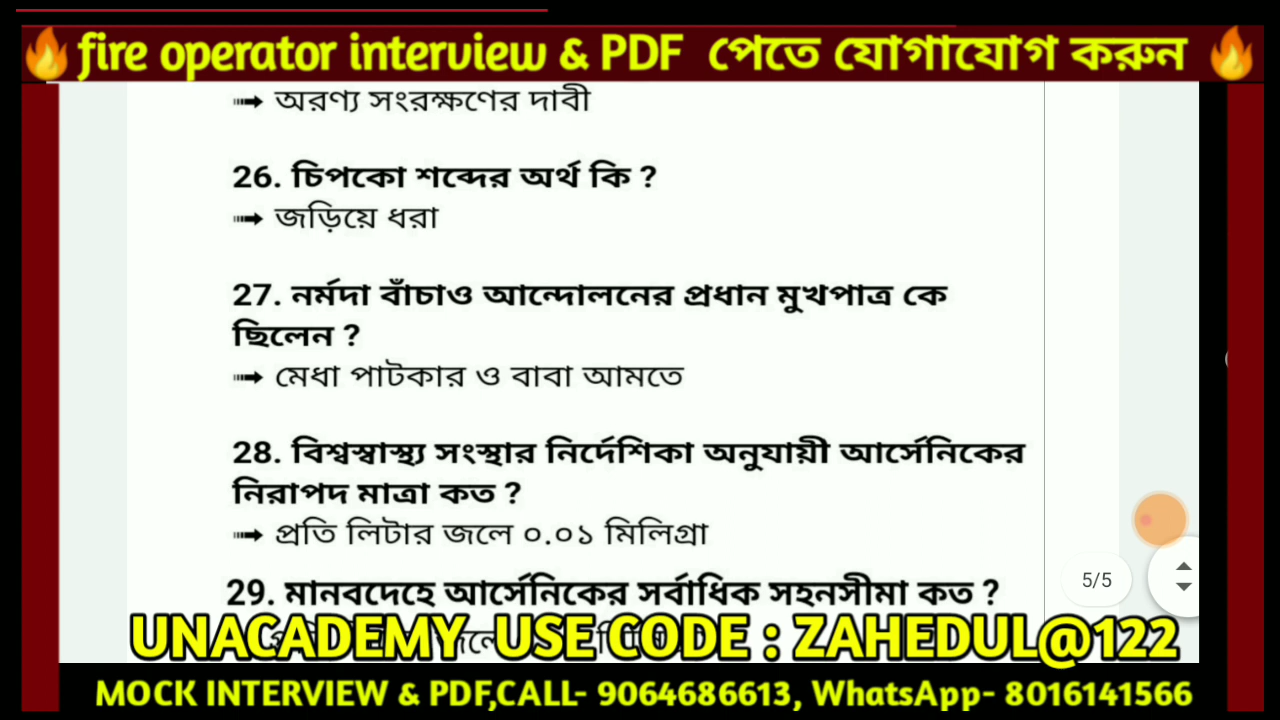 🔥fire operator interview & PDF পেতে যোগাযোগ করুন 🔥
➟ অরণ্য সংরক্ষণের দাবী
26. চিপকো শব্দের অর্থ কি ?
➟ জড়িয়ে ধরা
27. নর্মদা বাঁচাও আন্দোলনের প্রধান মুখপাত্র কে
ছিলেন ?
➟ মেধা পাটকার ও বাবা আমতে
28. বিশ্বস্বাস্থ্য সংস্থার নির্দেশিকা অনুযায়ী আর্সেনিকের
নিরাপদ মাত্রা কত ?
➟ প্রতি লিটার জলে ০.০১ মিলিগ্রা
5/5
29. মানবদেহে আর্সেনিকের সর্বাধিক সহনসীমা কত ?
UNACADEMY USE CODE : ZAHEDUL@122
MOCK INTERVIEW & PDF,CALL- 9064686613, WhatsApp- 8016141566